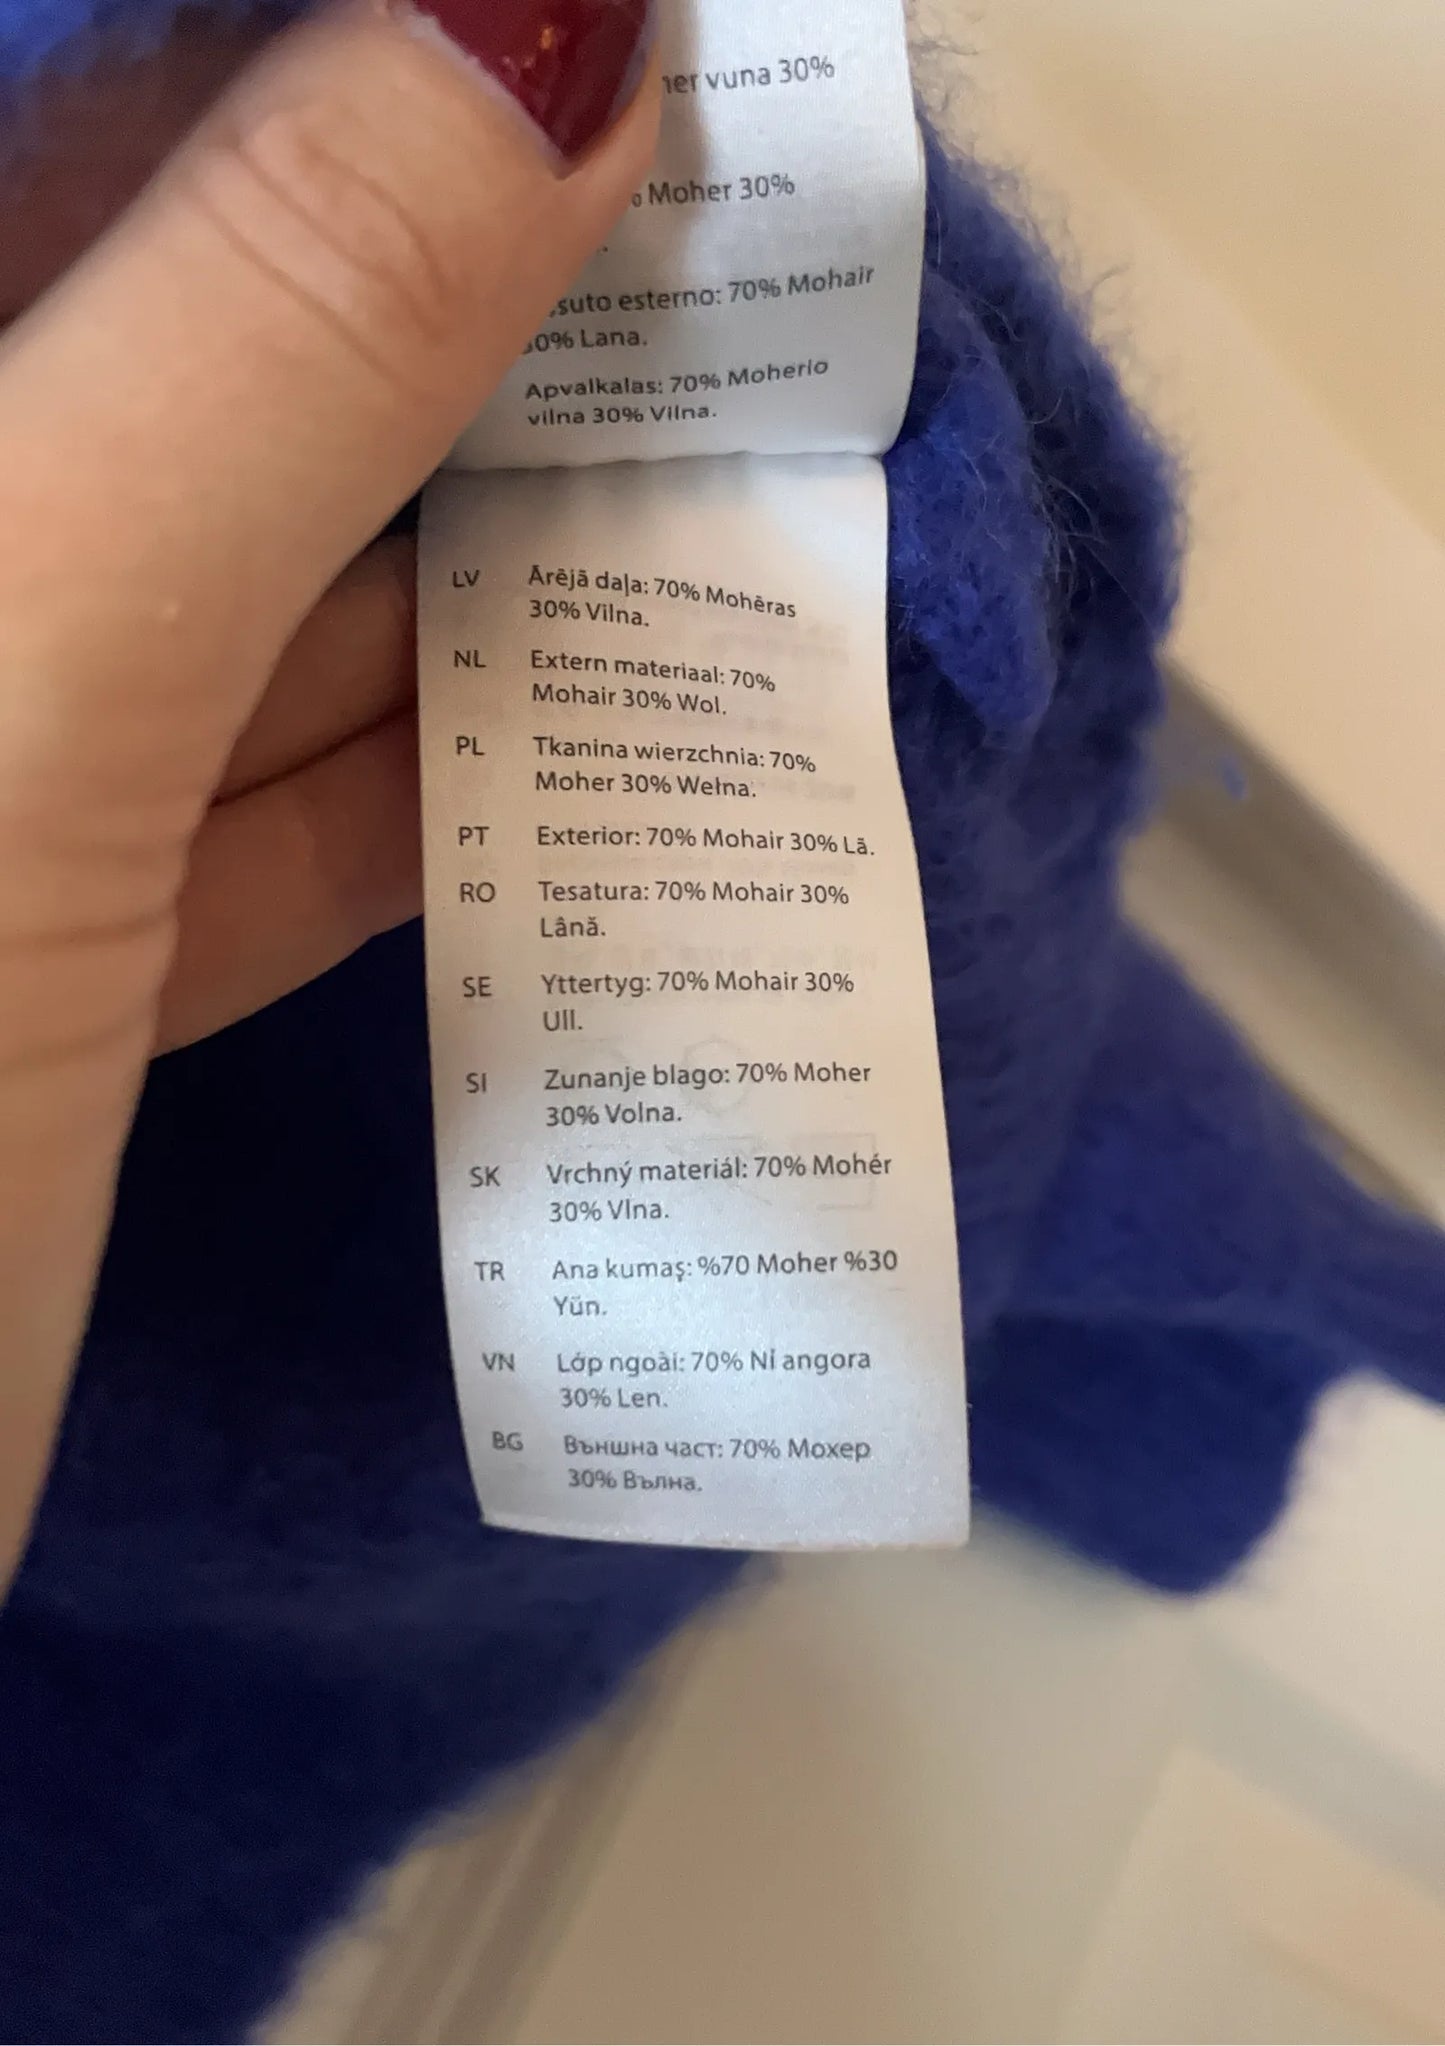 vuna 30%
Moher 30%
esterno: 70% Mohair
Lana.
Apvalkalas: 70% Moherio
vilna 30% Vilna.
LV Ārējā daļa: 70% Mohēras
30% Vilna.
NL Extern materiaal: 70%
Mohair 30% Wol.
PL Tkanina wierzchnia: 70%
Moher 30% Wełna.
PT Exterior: 70% Mohair 30% Lã.
RO Tesatura: 70% Mohair 30%
Lână.
SE Yttertyg: 70% Mohair 30%
Ull.
SI Zunanje blago: 70% Moher
30% Volna.
SK Vrchný materiál: 70% Mohér
30% Vlna.
TR Ana kumaş: %70 Moher %30
Yün.
VN Lớp ngoài: 70% Nỉ angora
30% Len.
BG Външна част: 70% Мохер
30% Вълна.